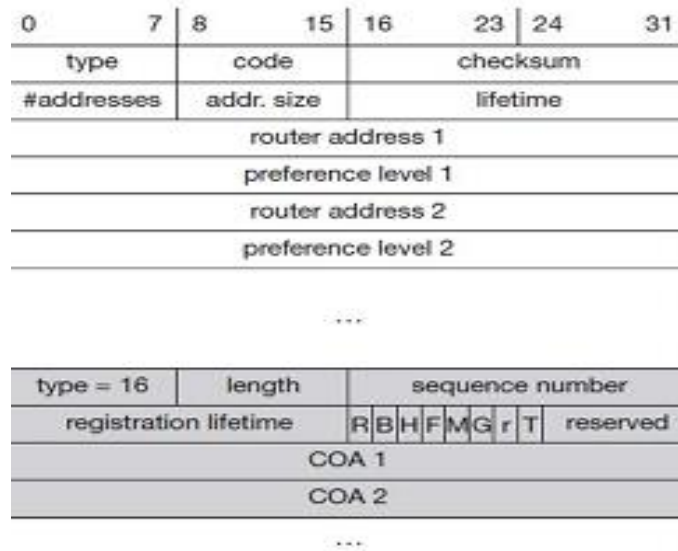 0 7 8 15 16 23 24 31
type code checksum
#addresses addr. size lifetime
router address 1
preference level 1
router address 2
preference level 2
...
type = 16 length sequence number
registration lifetime R B H F M G r T reserved
COA 1
COA 2
...